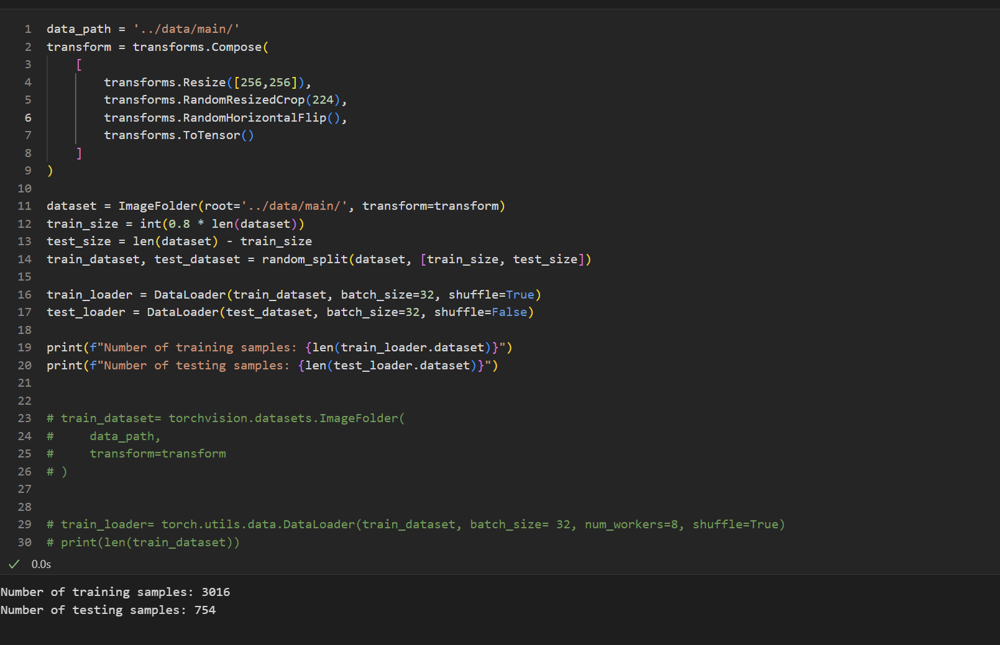 1 data_path = '../data/main/'
2 transform = transforms.Compose(
3     [
4         transforms.Resize([256,256]),
5         transforms.RandomResizedCrop(224),
6         transforms.RandomHorizontalFlip(),
7         transforms.ToTensor()
8     ]
9 )
10
11 dataset = ImageFolder(root='../data/main/', transform=transform)
12 train_size = int(0.8 * len(dataset))
13 test_size = len(dataset) - train_size
14 train_dataset, test_dataset = random_split(dataset, [train_size, test_size])
15
16 train_loader = DataLoader(train_dataset, batch_size=32, shuffle=True)
17 test_loader = DataLoader(test_dataset, batch_size=32, shuffle=False)
18
19 print(f"Number of training samples: {len(train_loader.dataset)}")
20 print(f"Number of testing samples: {len(test_loader.dataset)}")
21
22
23 # train_dataset= torchvision.datasets.ImageFolder(
24 #     data_path,
25 #     transform=transform
26 # )
27
28
29 # train_loader= torch.utils.data.DataLoader(train_dataset, batch_size= 32, num_workers=8, shuffle=True)
30 # print(len(train_dataset))
0.0s
Number of training samples: 3016
Number of testing samples: 754